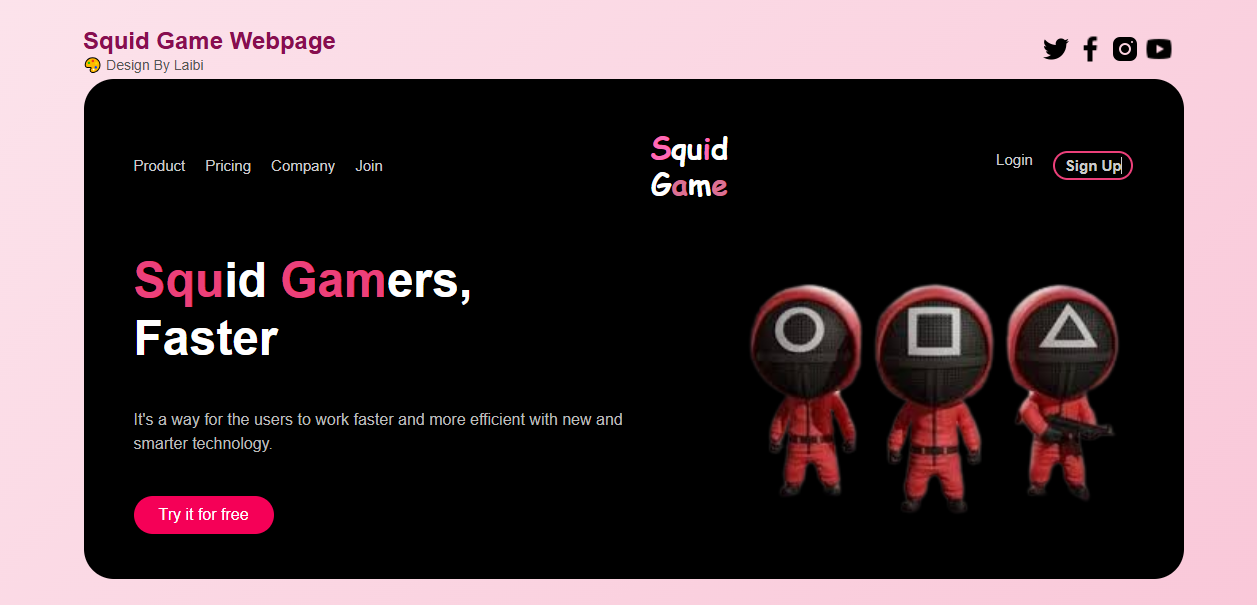 Squid Game Webpage
🎨 Design By Laibi
Product Pricing Company Join
Squid
Game
Login Sign Up
Squid Gamers,
Faster
It's a way for the users to work faster and more efficient with new and
smarter technology.
Try it for free